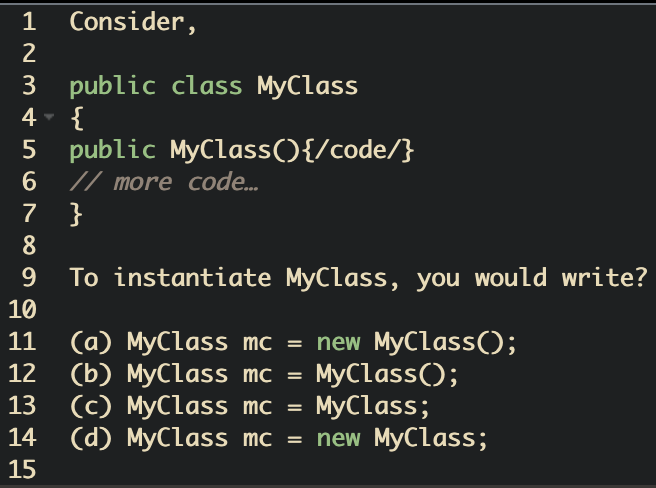 1 Consider,
2
3 public class MyClass
4 {
5 public MyClass(){/code/}
6 // more code…
7 }
8
9 To instantiate MyClass, you would write?
10
11 (a) MyClass mc = new MyClass();
12 (b) MyClass mc = MyClass();
13 (c) MyClass mc = MyClass;
14 (d) MyClass mc = new MyClass;
15